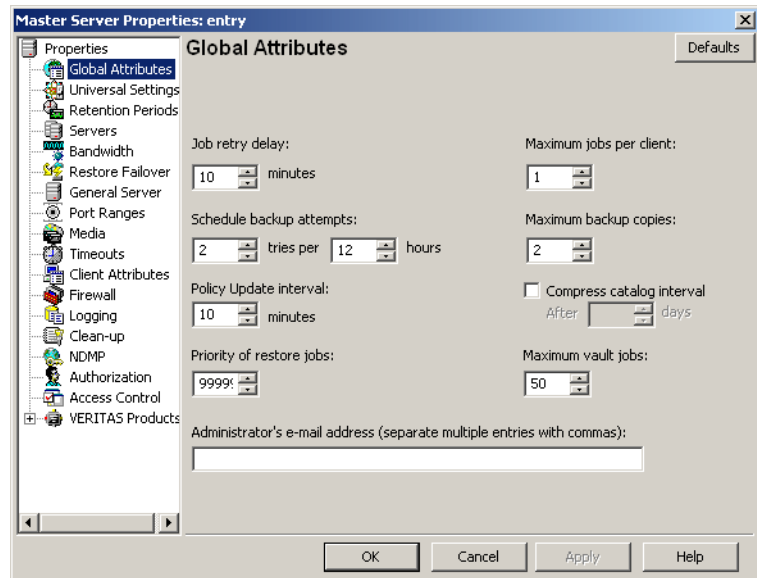 Master Server Properties: entry
Properties
Global Attributes
Universal Settings
Retention Periods
Servers
Bandwidth
Restore Failover
General Server
Port Ranges
Media
Timeouts
Client Attributes
Firewall
Logging
Clean-up
NDMP
Authorization
Access Control
VERITAS Products
Global Attributes
Defaults
Job retry delay:
10 minutes
Maximum jobs per client:
1
Schedule backup attempts:
2 tries per 12 hours
Maximum backup copies:
2
Policy Update interval:
10 minutes
Compress catalog interval
After days
Priority of restore jobs:
9999
Maximum vault jobs:
50
Administrator's e-mail address (separate multiple entries with commas):
OK Cancel Apply Help